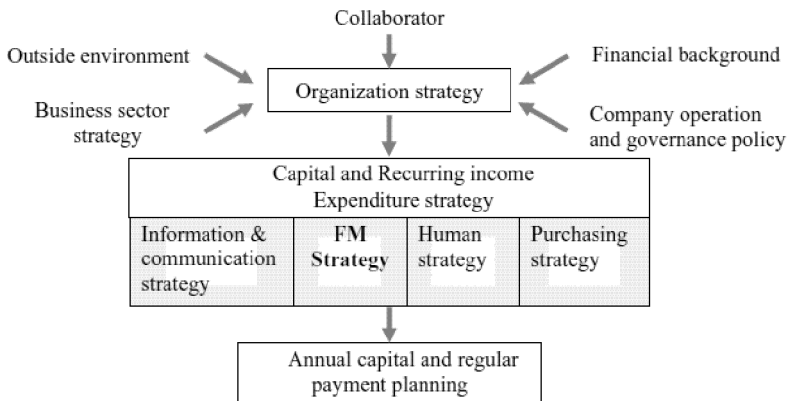 Collaborator
Outside environment
Financial background
Organization strategy
Business sector
strategy
Company operation
and governance policy
Capital and Recurring income
Expenditure strategy
Information &
communication
strategy
FM
Strategy
Human
strategy
Purchasing
strategy
Annual capital and regular
payment planning